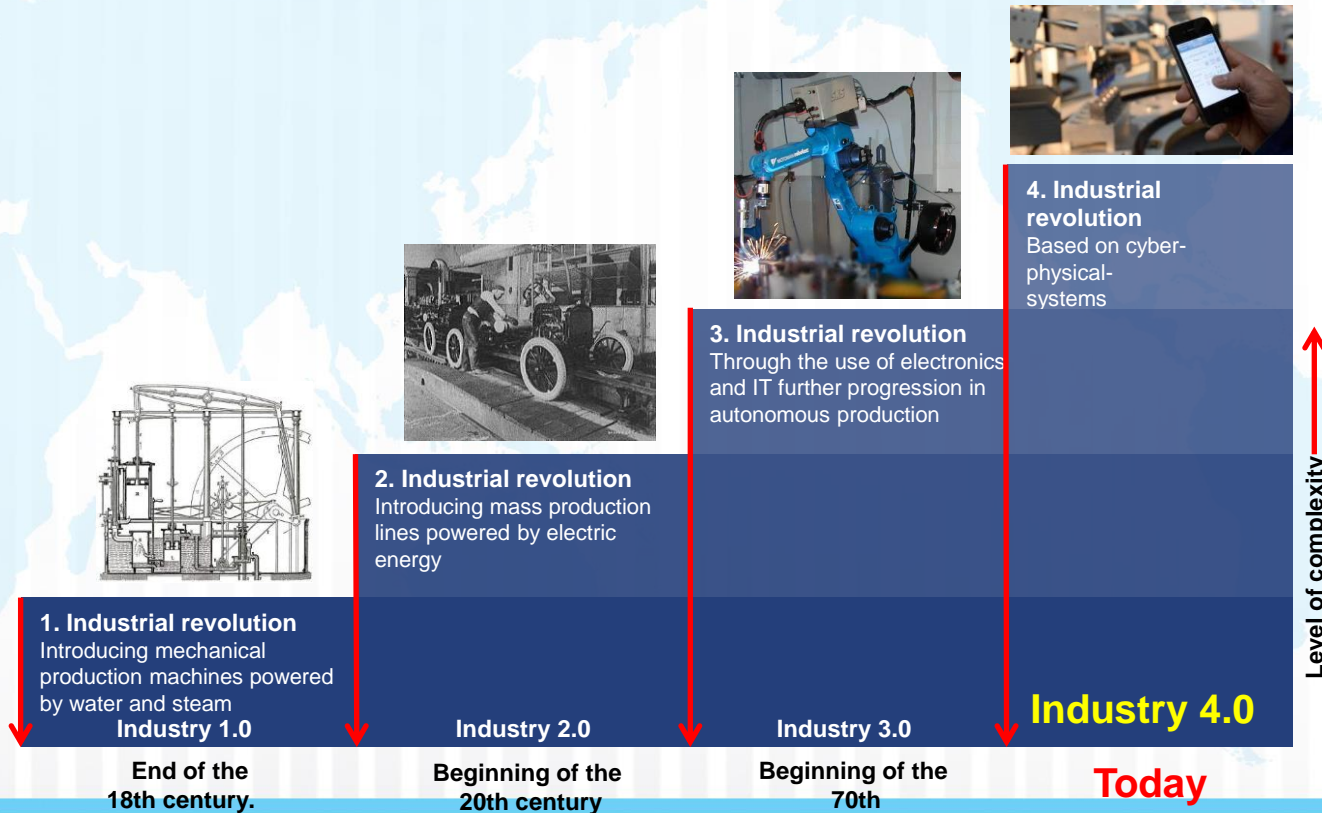 4. Industrial
revolution
Based on cyber-
physical-
systems
3. Industrial revolution
Through the use of electronics
and IT further progression in
autonomous production
2. Industrial revolution
Introducing mass production
lines powered by electric
energy
1. Industrial revolution
Introducing mechanical
production machines powered
by water and steam
Industry 1.0
Industry 2.0
Industry 3.0
Industry 4.0
End of the
18th century.
Beginning of the
20th century
Beginning of the
70th
Today
Level of complexity